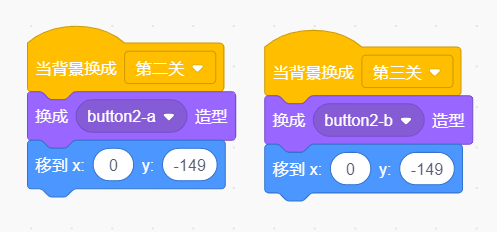 当背景换成 第二关
换成 button2-a 造型
移到 x: 0 y: -149
当背景换成 第三关
换成 button2-b 造型
移到 x: 0 y: -149